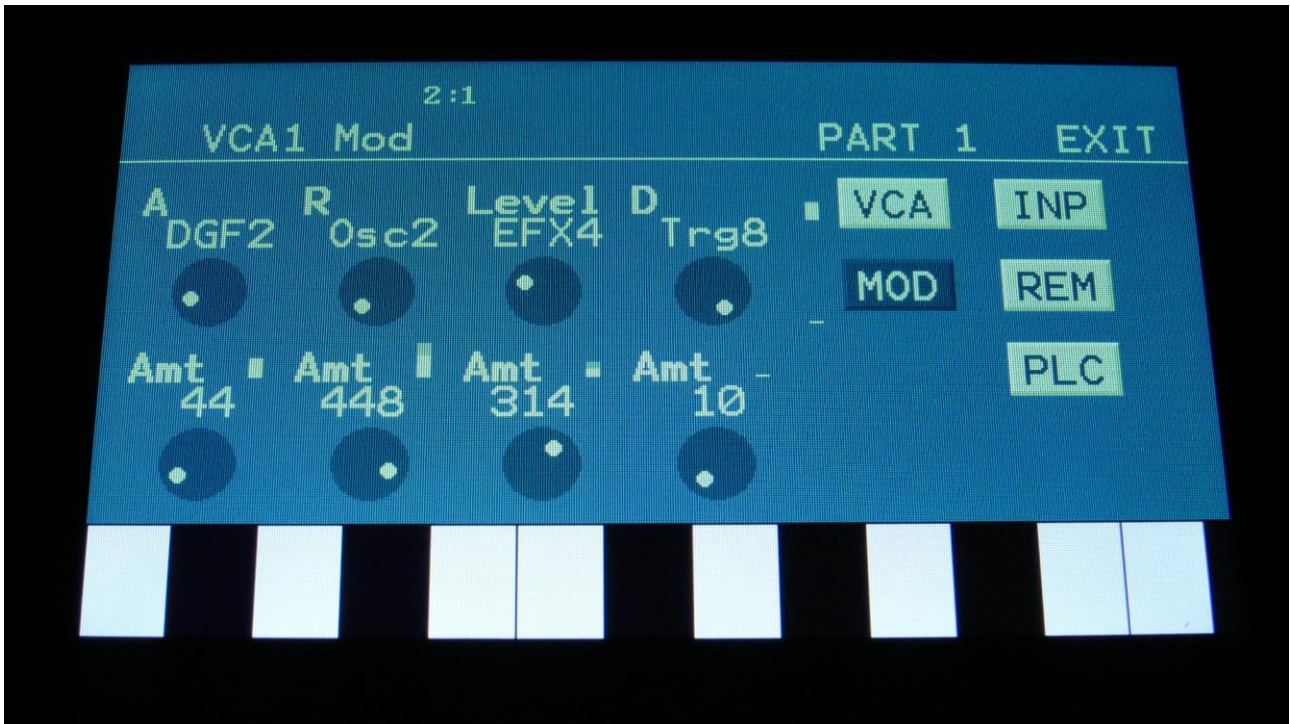 2:1
VCA1 Mod PART 1 EXIT
A R Level D VCA INP
DGF2 Osc2 EFX4 Trg8
MOD REM
Amt Amt Amt Amt PLC
44 448 314 10